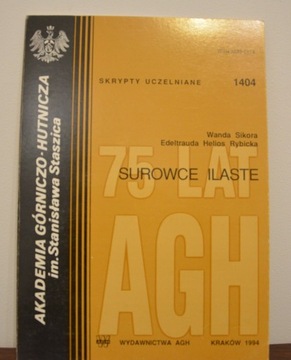 AKADEMIA GÓRNICZO-HUTNICZA
im. Stanisława Staszica
SKRYPTY UCZELNIANE 1404
Wanda Sikora
Edeltrauda Helios Rybicka
SUROWCE ILASTE
75 LAT
AGH
WYDAWNICTWA AGH KRAKÓW 1994